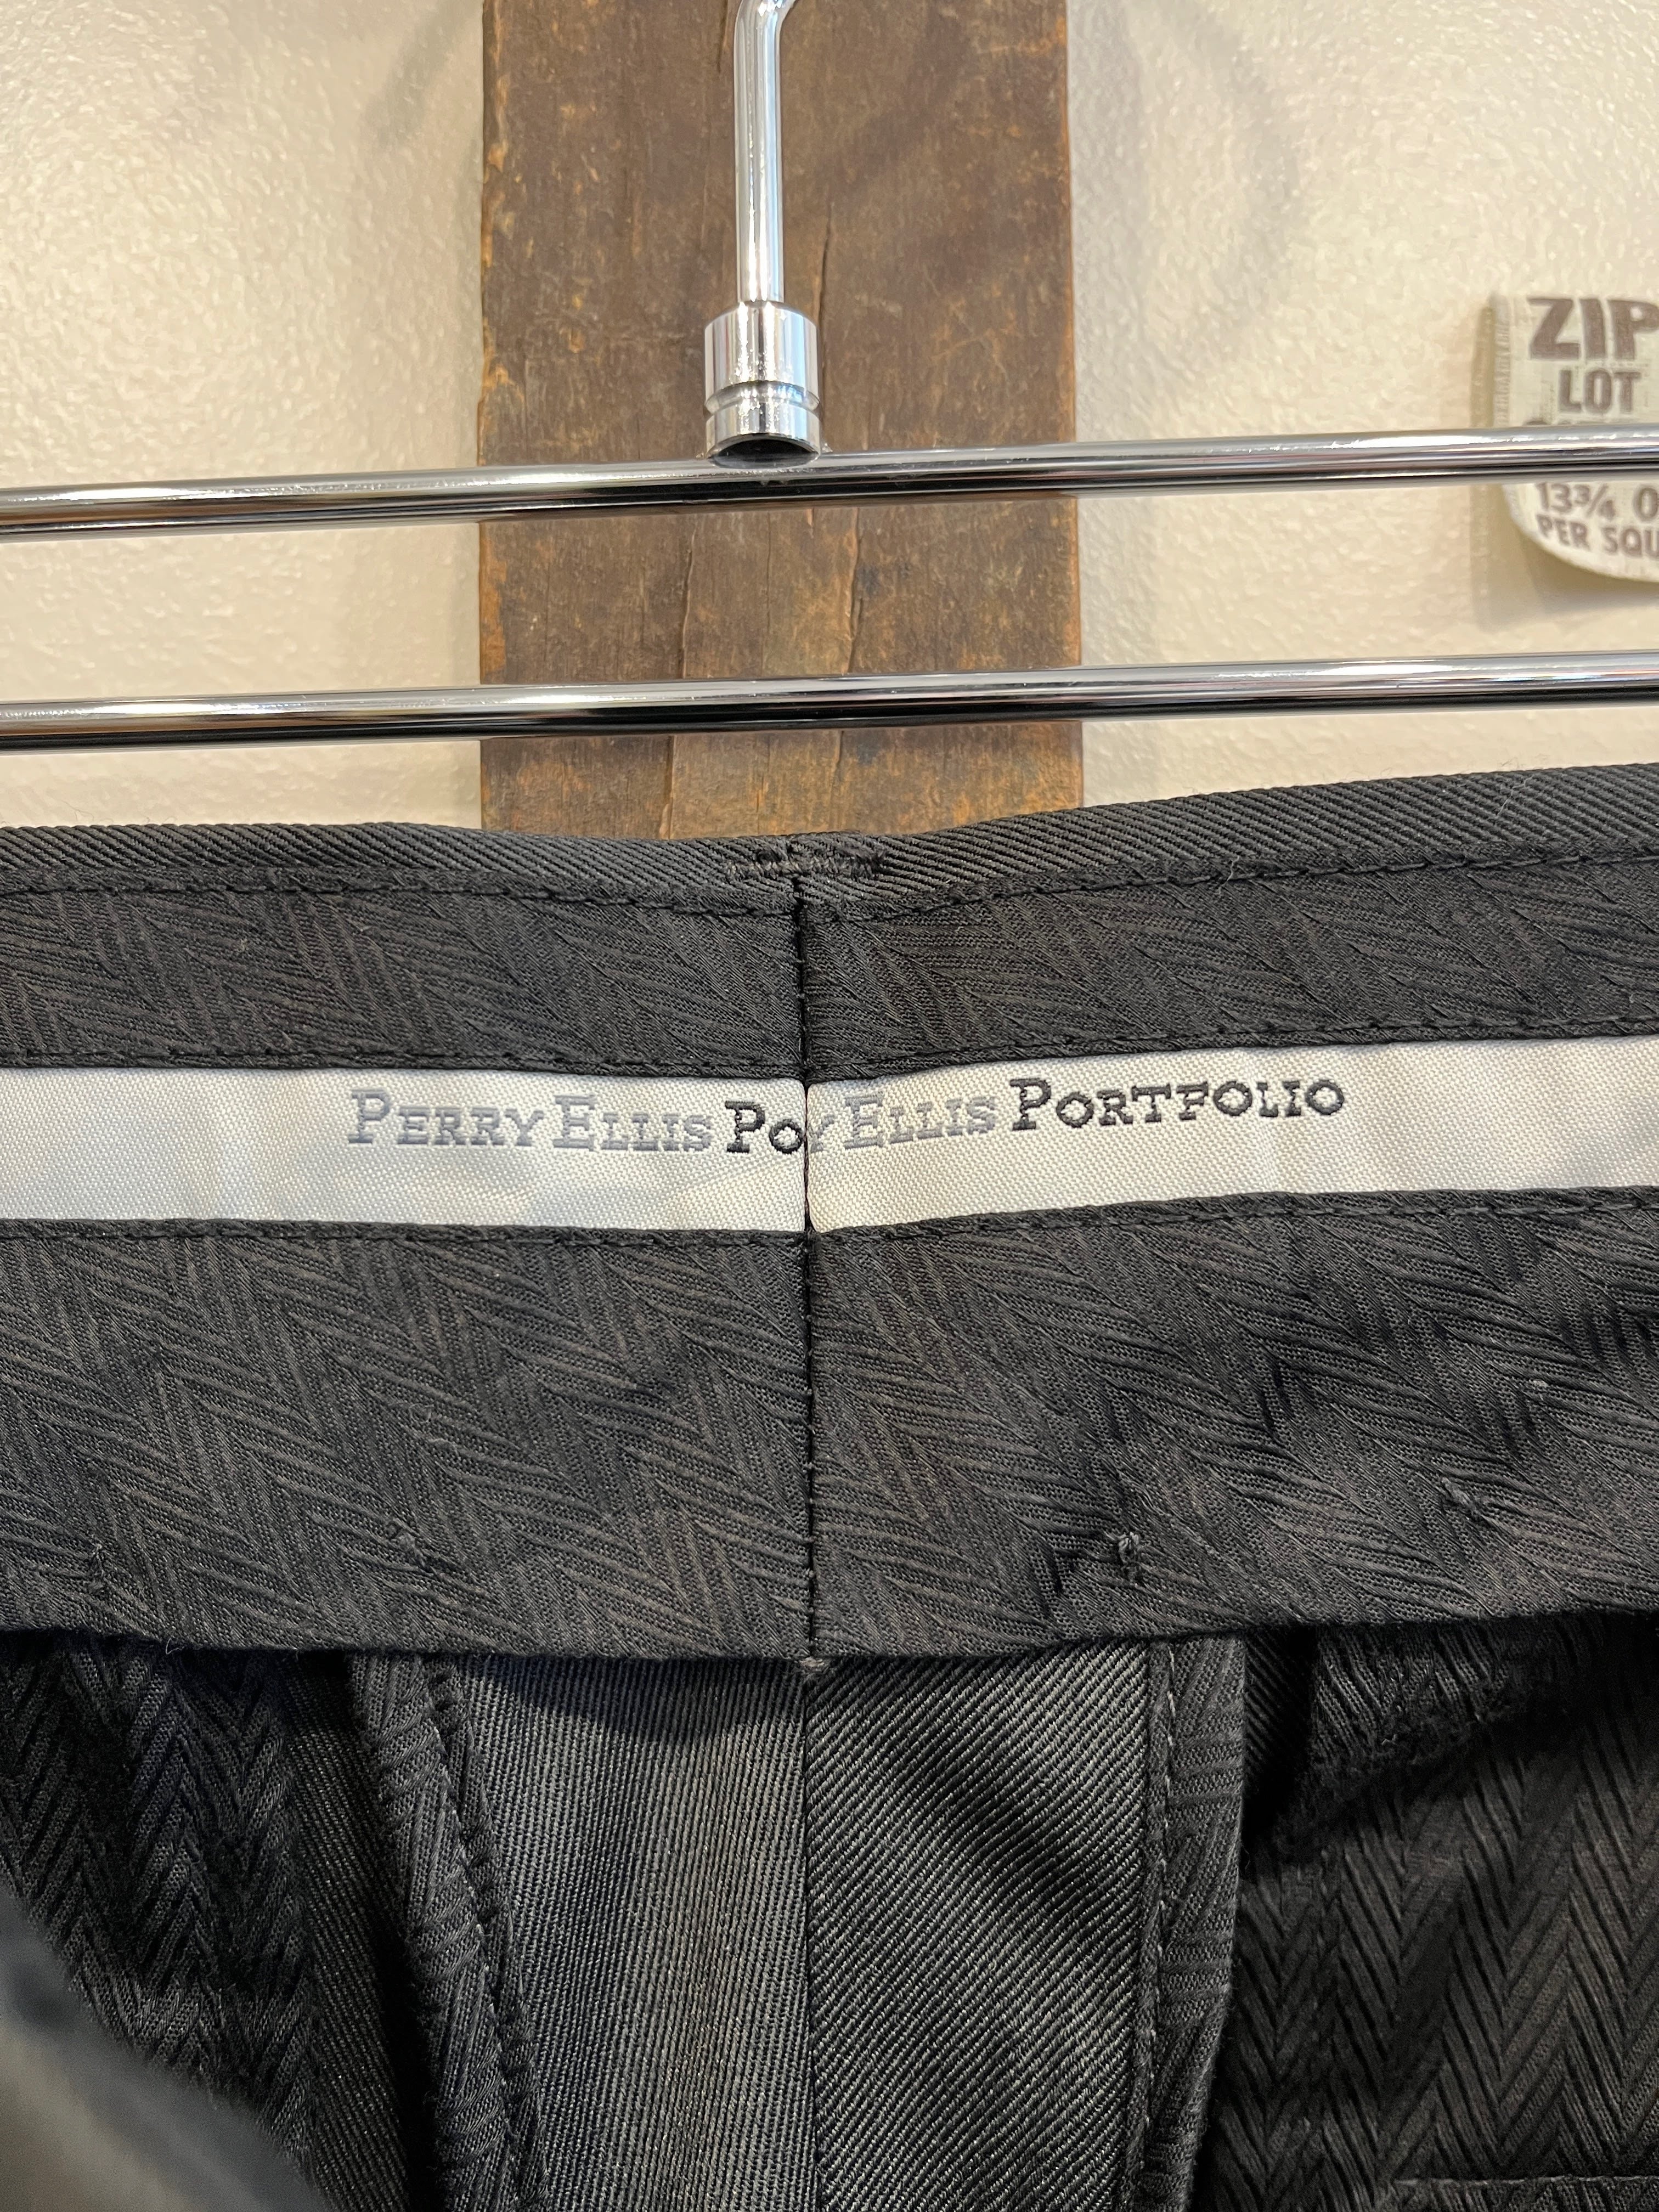 ZIP
LOT
13¾ O
PER SQU
PERRY ELLIS PO
Y ELLIS PORTFOLIO